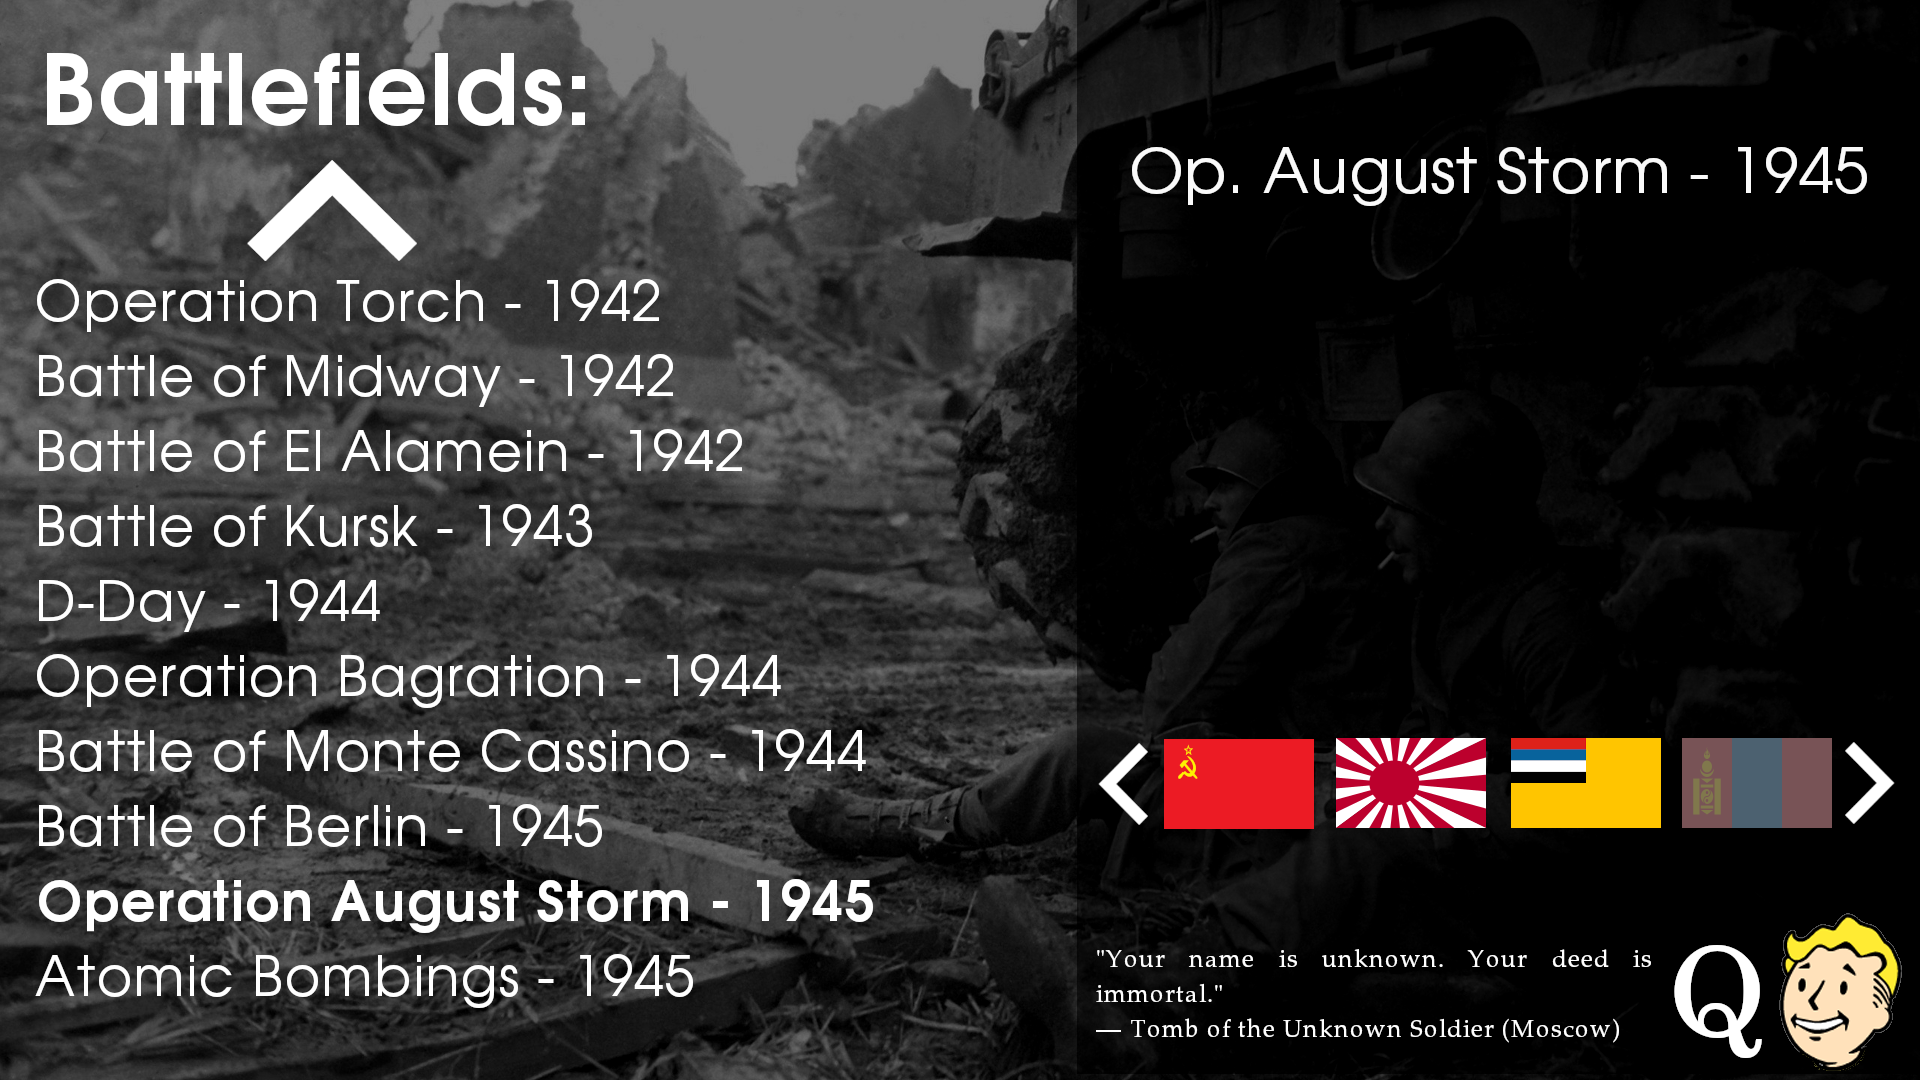 Battlefields:
Operation Torch - 1942
Battle of Midway - 1942
Battle of El Alamein - 1942
Battle of Kursk - 1943
D-Day - 1944
Operation Bagration - 1944
Battle of Monte Cassino - 1944
Battle of Berlin - 1945
Operation August Storm - 1945
Atomic Bombings - 1945
Op. August Storm - 1945
"Your name is unknown. Your deed is
immortal."
— Tomb of the Unknown Soldier (Moscow)
Q